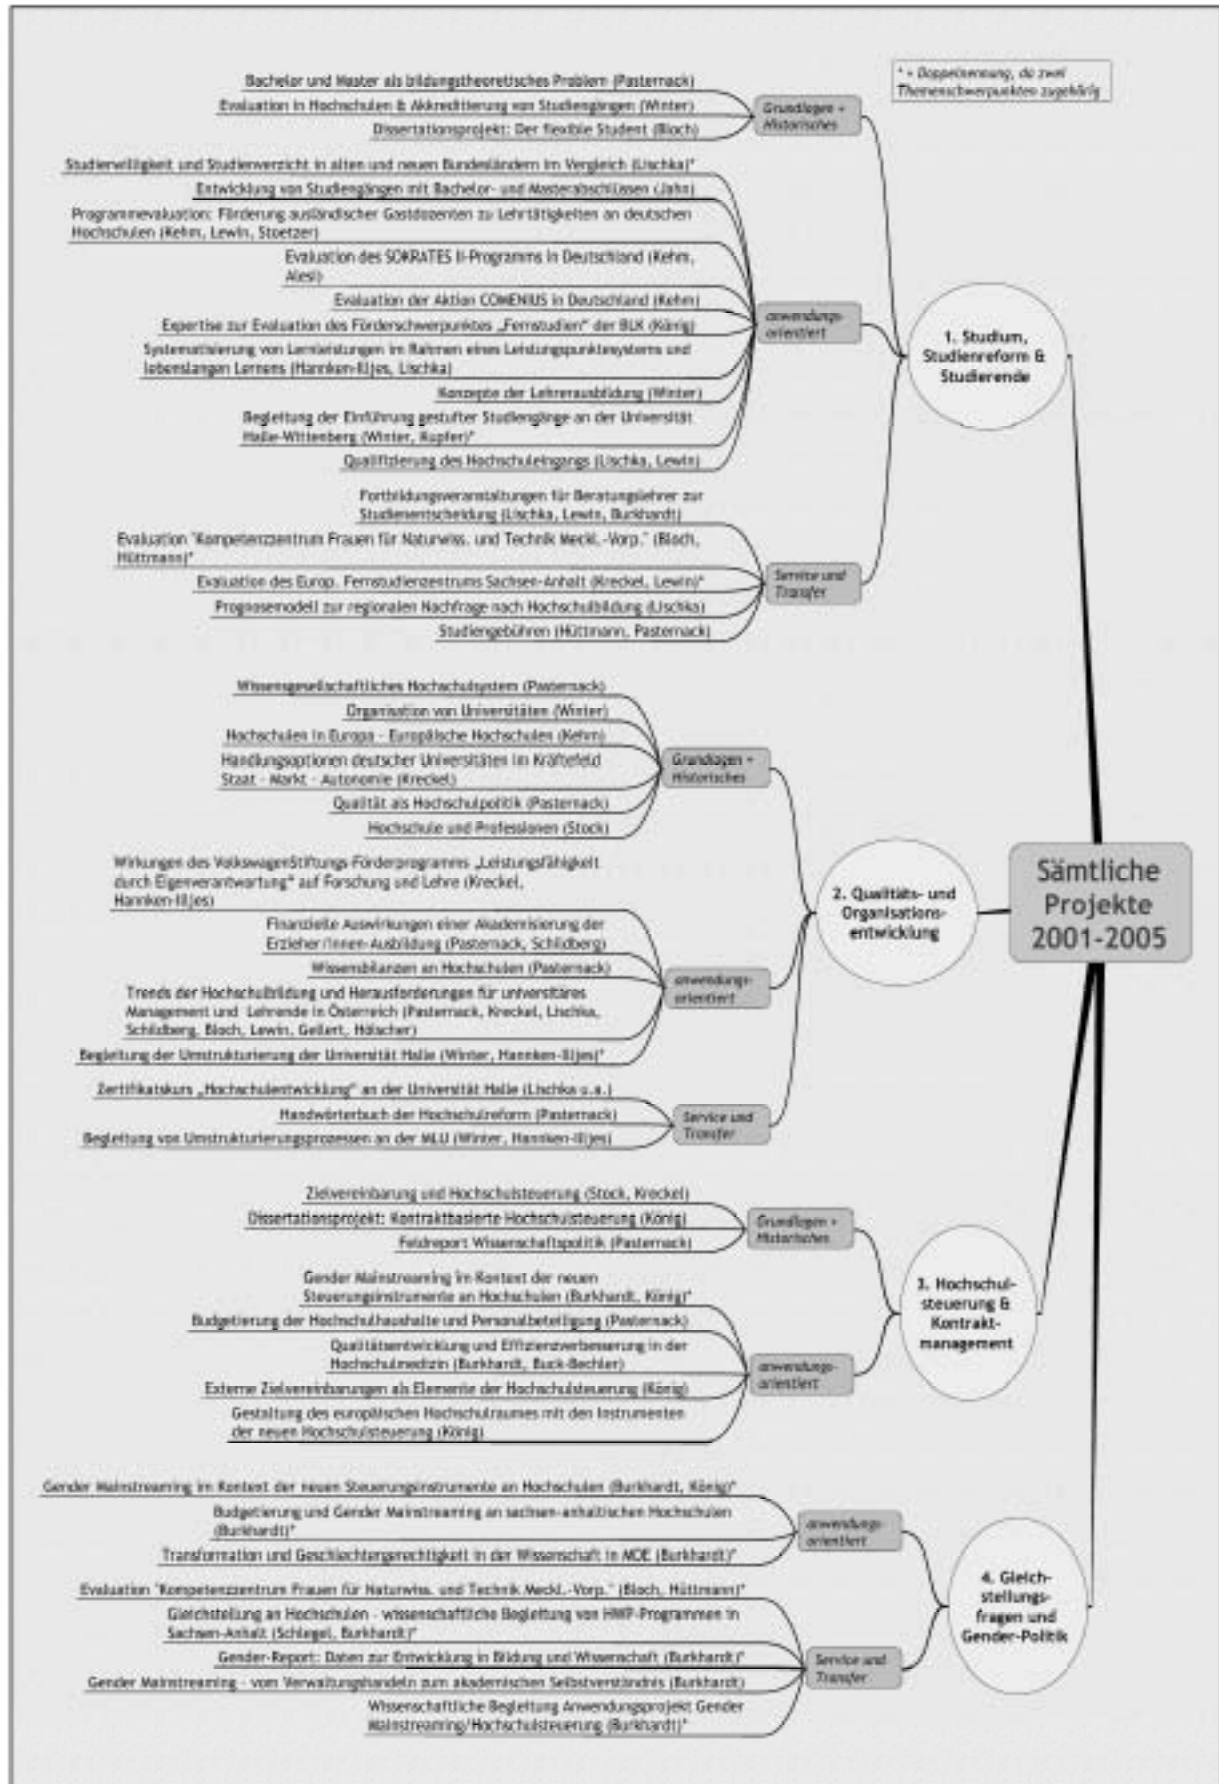 * = Doppelnennung, da zwei
Themenschwerpunkten zugehörig
Bachelor und Master als bildungstheoretisches Problem (Pasternack)
Evaluation in Hochschulen & Akkreditierung von Studiengängen (Winter)
Dissertationsprojekt: Der flexible Student (Bloch)
Grundlagen +
Historisches
Studierwilligkeit und Studierverzicht in alten und neuen Bundesländern im Vergleich (Lischka)*
Entwicklung von Studiengängen mit Bachelor- und Masterabschlüssen (Jahn)
Programmevaluation: Förderung ausländischer Gastdozenten zu Lehrtätigkeiten an deutschen
Hochschulen (Kehm, Lewin, Stoetzer)
Evaluation des SOKRATES II-Programms in Deutschland (Kehm,
Alesi)
Evaluation der Aktion COMENIUS in Deutschland (Kehm)
Expertise zur Evaluation des Förderschwerpunktes „Fernstudien“ der BLK (König)
Systematisierung von Lernleistungen im Rahmen eines Leistungspunktesystems und
lebenslangen Lernens (Hannken-Illjes, Lischka)
Konzepte der Lehrerausbildung (Winter)
Begleitung der Einführung gestufter Studiengänge an der Universität
Halle-Wittenberg (Winter, Kupfer)*
Qualifizierung des Hochschuleingangs (Lischka, Lewin)
anwendungs-
orientiert
1. Studium,
Studienreform &
Studierende
Fortbildungsveranstaltungen für Beratungslehrer zur
Studienentscheidung (Lischka, Lewin, Burkhardt)
Evaluation "Kompetenzzentrum Frauen für Naturwiss. und Technik Meckl.-Vorp." (Bloch,
Hüttmann)*
Evaluation des Europ. Fernstudienzentrums Sachsen-Anhalt (Kreckel, Lewin)*
Prognosemodell zur regionalen Nachfrage nach Hochschulbildung (Lischka)
Studiengebühren (Hüttmann, Pasternack)
Service und
Transfer
Wissensgesellschaftliches Hochschulsystem (Pasternack)
Organisation von Universitäten (Winter)
Hochschulen in Europa - Europäische Hochschulen (Kehm)
Handlungsoptionen deutscher Universitäten im Kräftefeld
Staat - Markt - Autonomie (Kreckel)
Qualität als Hochschulpolitik (Pasternack)
Hochschule und Professionen (Stock)
Grundlagen +
Historisches
Wirkungen des VolkswagenStiftungs-Förderprogramms „Leistungsfähigkeit
durch Eigenverantwortung“ auf Forschung und Lehre (Kreckel,
Hannken-Illjes)
Finanzielle Auswirkungen einer Akademisierung der
Erzieher/innen-Ausbildung (Pasternack, Schildberg)
Wissensbilanzen an Hochschulen (Pasternack)
Trends der Hochschulbildung und Herausforderungen für universitäres
Management und Lehrende in Österreich (Pasternack, Kreckel, Lischka,
Schildberg, Bloch, Lewin, Gellert, Hölscher)
Begleitung der Umstrukturierung der Universität Halle (Winter, Hannken-Illjes)*
anwendungs-
orientiert
2. Qualitäts- und
Organisations-
entwicklung
Sämtliche
Projekte
2001-2005
Zertifikatskurs „Hochschulentwicklung“ an der Universität Halle (Lischka u.a.)
Handwörterbuch der Hochschulreform (Pasternack)
Begleitung von Umstrukturierungsprozessen an der MLU (Winter, Hannken-Illjes)
Service und
Transfer
Zielvereinbarung und Hochschulsteuerung (Stock, Kreckel)
Dissertationsprojekt: Kontraktbasierte Hochschulsteuerung (König)
Feldreport Wissenschaftspolitik (Pasternack)
Grundlagen +
Historisches
Gender Mainstreaming im Kontext der neuen
Steuerungsinstrumente an Hochschulen (Burkhardt, König)*
Budgetierung der Hochschulhaushalte und Personalbeteiligung (Pasternack)
Qualitätsentwicklung und Effizienzverbesserung in der
Hochschulmedizin (Burkhardt, Buck-Bechler)
Externe Zielvereinbarungen als Elemente der Hochschulsteuerung (König)
Gestaltung des europäischen Hochschulraumes mit den Instrumenten
der neuen Hochschulsteuerung (König)
anwendungs-
orientiert
3. Hochschul-
steuerung &
Kontrakt-
management
Gender Mainstreaming im Kontext der neuen Steuerungsinstrumente an Hochschulen (Burkhardt, König)*
Budgetierung und Gender Mainstreaming an sachsen-anhaltischen Hochschulen
(Burkhardt)*
Transformation und Geschlechtergerechtigkeit in der Wissenschaft in MOE (Burkhardt)*
anwendungs-
orientiert
4. Gleich-
stellungs-
fragen und
Gender-Politik
Evaluation "Kompetenzzentrum Frauen für Naturwiss. und Technik Meckl.-Vorp." (Bloch, Hüttmann)*
Gleichstellung an Hochschulen - wissenschaftliche Begleitung von HWP-Programmen in
Sachsen-Anhalt (Schlegel, Burkhardt)*
Gender-Report: Daten zur Entwicklung in Bildung und Wissenschaft (Burkhardt)*
Gender Mainstreaming - vom Verwaltungshandeln zum akademischen Selbstverständnis (Burkhardt)
Wissenschaftliche Begleitung Anwendungsprojekt Gender
Mainstreaming/Hochschulsteuerung (Burkhardt)*
Service und
Transfer